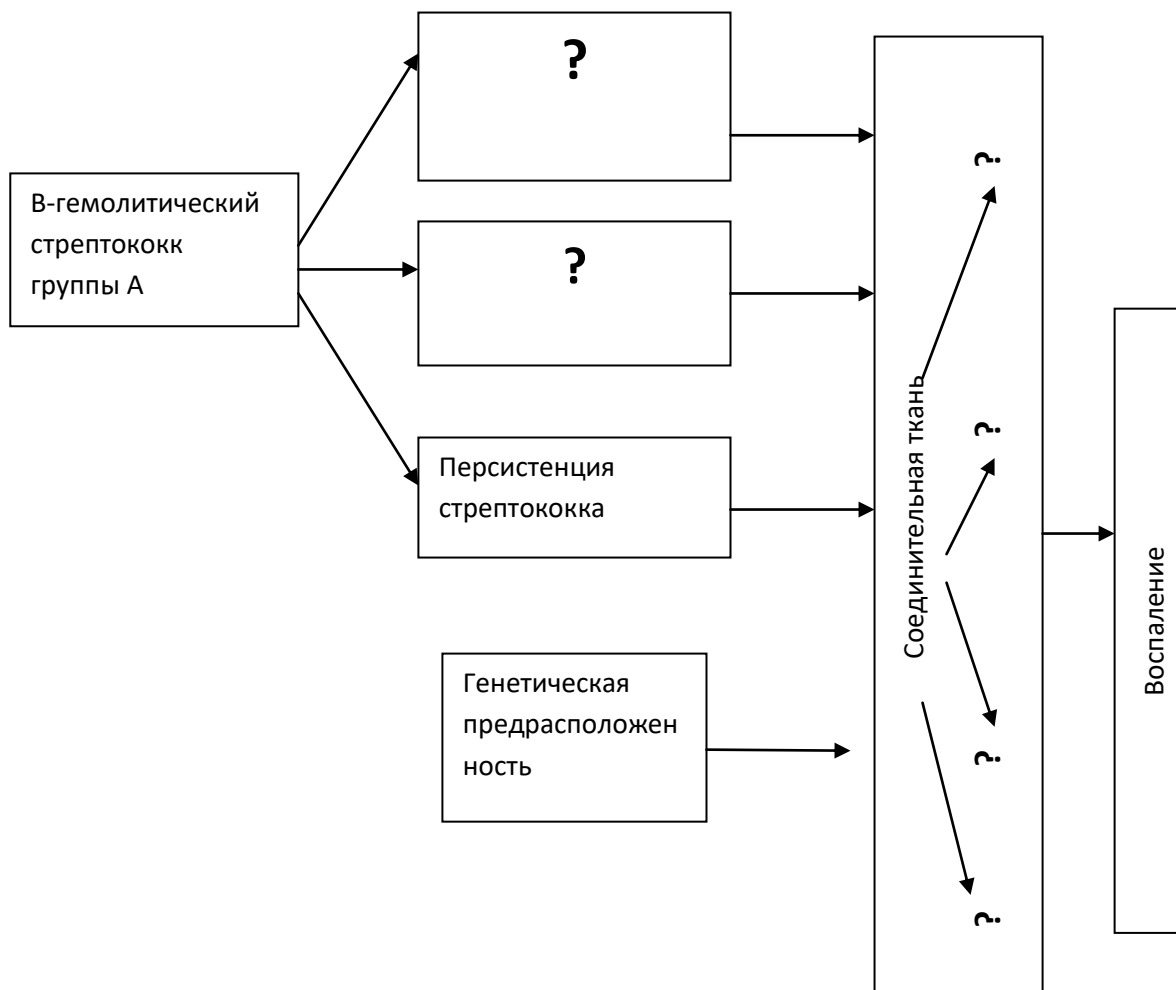 ?
В-гемолитический
стрептококк
группы А
?
Персистенция
стрептококка
Генетическая
предрасположен
ность
Соединительная ткань
?
?
?
?
Воспаление